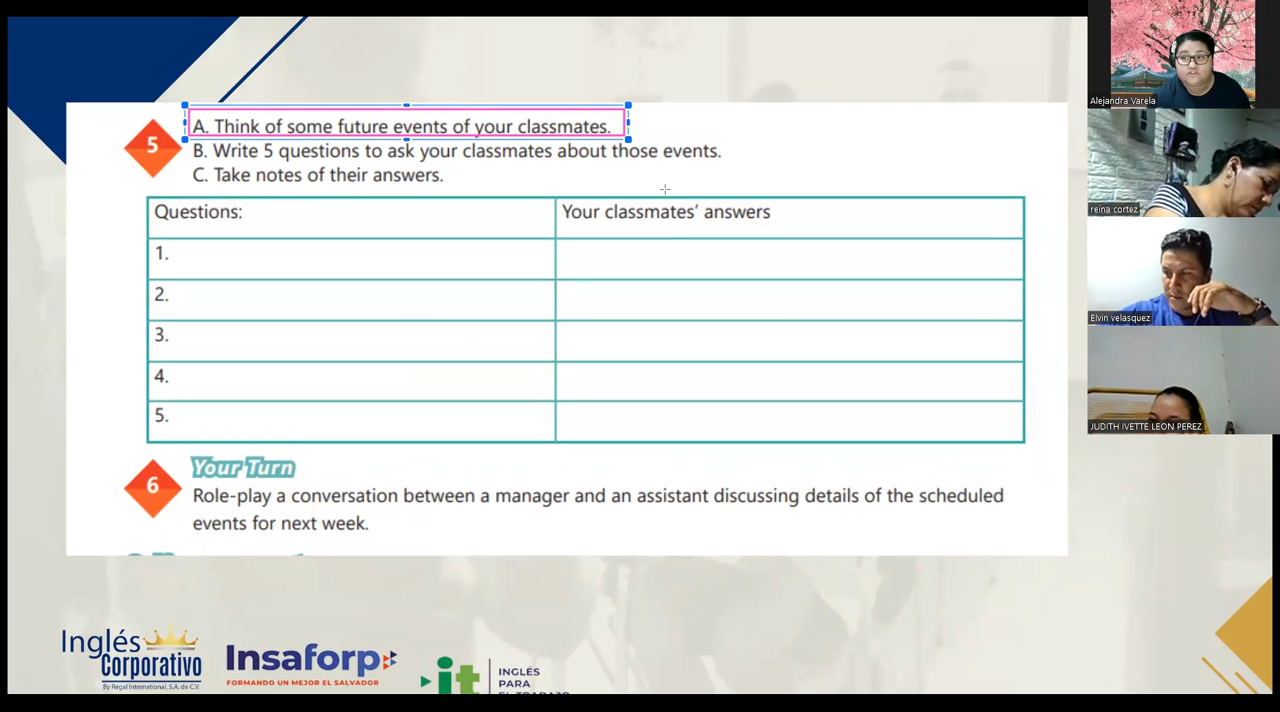 5
A. Think of some future events of your classmates.
B. Write 5 questions to ask your classmates about those events.
C. Take notes of their answers.
Questions:
Your classmates' answers
1.
2.
3.
4.
5.
6
Your Turn
Role-play a conversation between a manager and an assistant discussing details of the scheduled
events for next week.
Inglés
Corporativo
By Regal International, S.A. de C.V.
Insaforp
FORMANDO UN MEJOR EL SALVADOR
it
INGLÉS
PARA
EL TRABAJO
Alejandra Varela
reina cortez
Elvin velasquez
JUDITH IVETTE LEON PEREZ